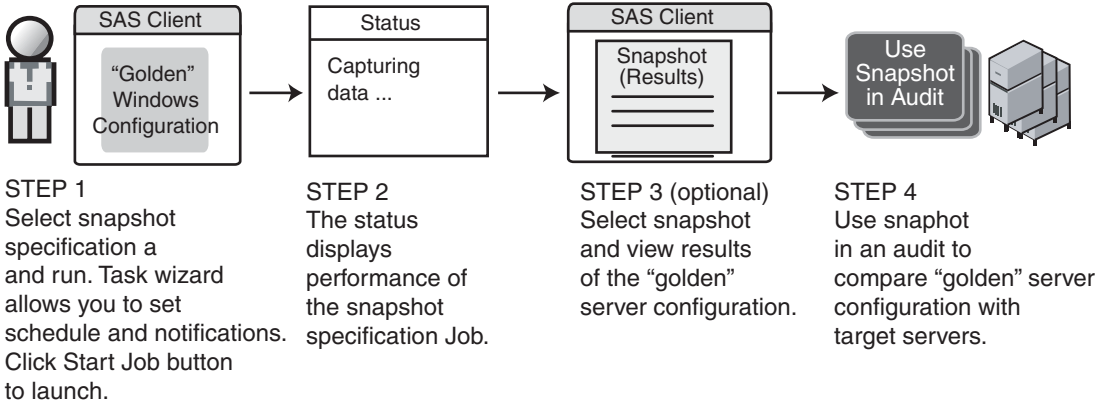 SAS Client
"Golden"
Windows
Configuration
Status
Capturing
data ...
SAS Client
Snapshot
(Results)
Use
Snapshot
in Audit
STEP 1
Select snapshot
specification a
and run. Task wizard
allows you to set
schedule and notifications.
Click Start Job button
to launch.
STEP 2
The status
displays
performance of
the snapshot
specification Job.
STEP 3 (optional)
Select snapshot
and view results
of the "golden"
server configuration.
STEP 4
Use snaphot
in an audit to
compare "golden" server
configuration with
target servers.